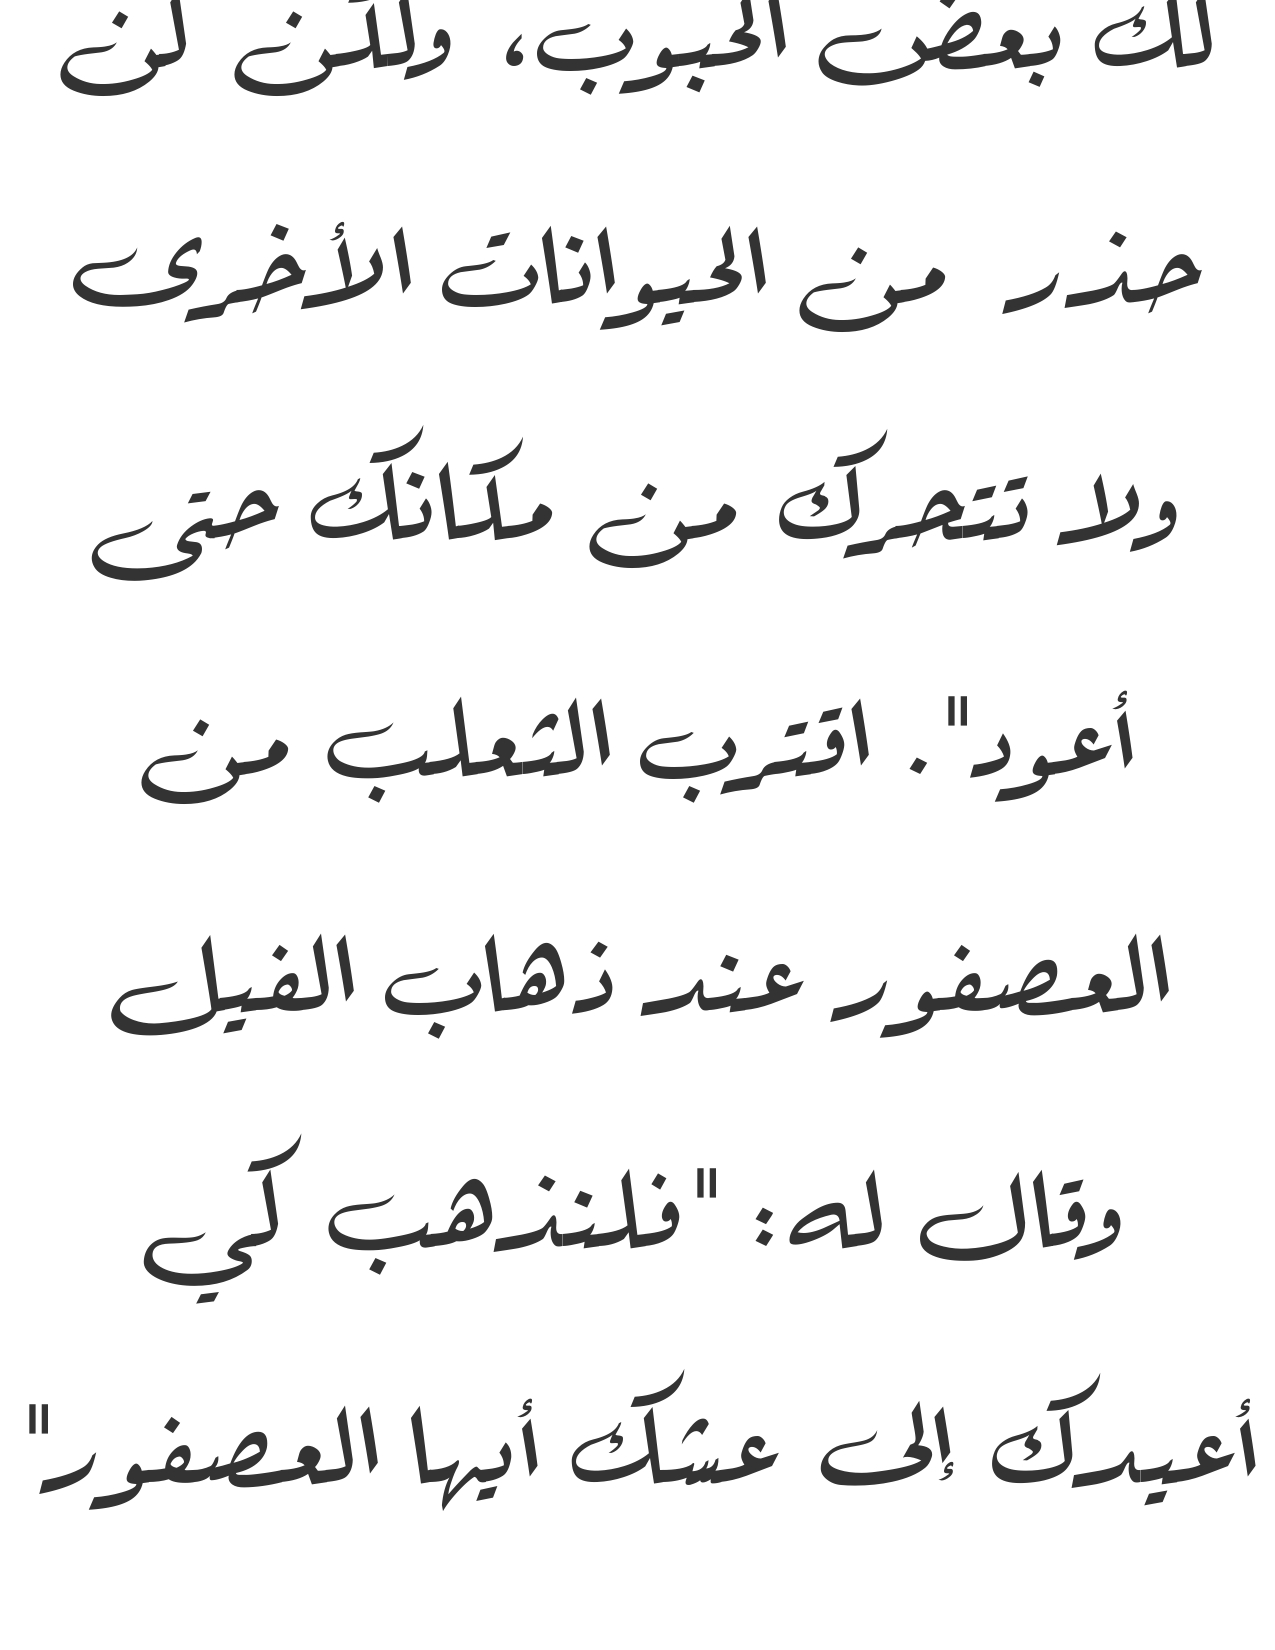 لك بعض الحبوب، ولكن لن
حذر من الحيوانات الأخرى
ولا تتحرك من مكانك حتى
أعود". اقترب الثعلب من
العصفور عند ذهاب الفيل
وقال له: "فلنذهب كي
أعيدك إلى عشك أيها العصفور"